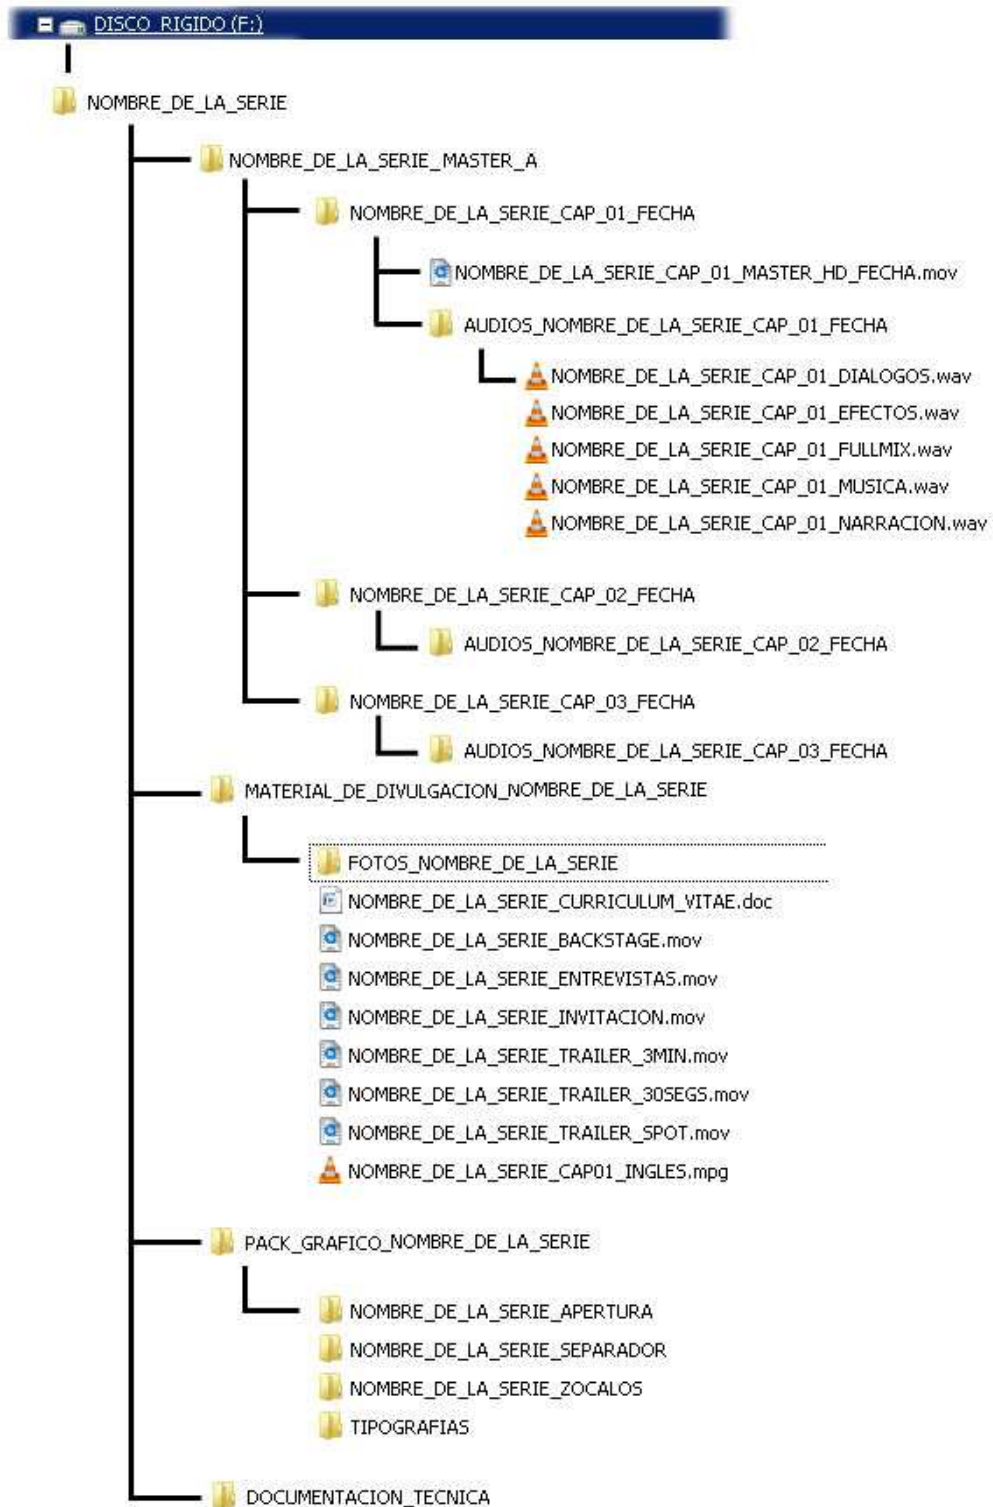 DISCO_RIGIDO (F:)
NOMBRE_DE_LA_SERIE
NOMBRE_DE_LA_SERIE_MASTER_A
NOMBRE_DE_LA_SERIE_CAP_01_FECHA
NOMBRE_DE_LA_SERIE_CAP_01_MASTER_HD_FECHA.mov
AUDIOS_NOMBRE_DE_LA_SERIE_CAP_01_FECHA
NOMBRE_DE_LA_SERIE_CAP_01_DIALOGOS.wav
NOMBRE_DE_LA_SERIE_CAP_01_EFECTOS.wav
NOMBRE_DE_LA_SERIE_CAP_01_FULLMIX.wav
NOMBRE_DE_LA_SERIE_CAP_01_MUSICA.wav
NOMBRE_DE_LA_SERIE_CAP_01_NARRACION.wav
NOMBRE_DE_LA_SERIE_CAP_02_FECHA
AUDIOS_NOMBRE_DE_LA_SERIE_CAP_02_FECHA
NOMBRE_DE_LA_SERIE_CAP_03_FECHA
AUDIOS_NOMBRE_DE_LA_SERIE_CAP_03_FECHA
MATERIAL_DE_DIVULGACION_NOMBRE_DE_LA_SERIE
FOTOS_NOMBRE_DE_LA_SERIE
NOMBRE_DE_LA_SERIE_CURRICULUM_VITAE.doc
NOMBRE_DE_LA_SERIE_BACKSTAGE.mov
NOMBRE_DE_LA_SERIE_ENTREVISTAS.mov
NOMBRE_DE_LA_SERIE_INVITACION.mov
NOMBRE_DE_LA_SERIE_TRAILER_3MIN.mov
NOMBRE_DE_LA_SERIE_TRAILER_30SEGS.mov
NOMBRE_DE_LA_SERIE_TRAILER_SPOT.mov
NOMBRE_DE_LA_SERIE_CAP01_INGLES.mpg
PACK_GRAFICO_NOMBRE_DE_LA_SERIE
NOMBRE_DE_LA_SERIE_APERTURA
NOMBRE_DE_LA_SERIE_SEPARADOR
NOMBRE_DE_LA_SERIE_ZOCALOS
TIPOGRAFIAS
DOCUMENTACION_TECNICA